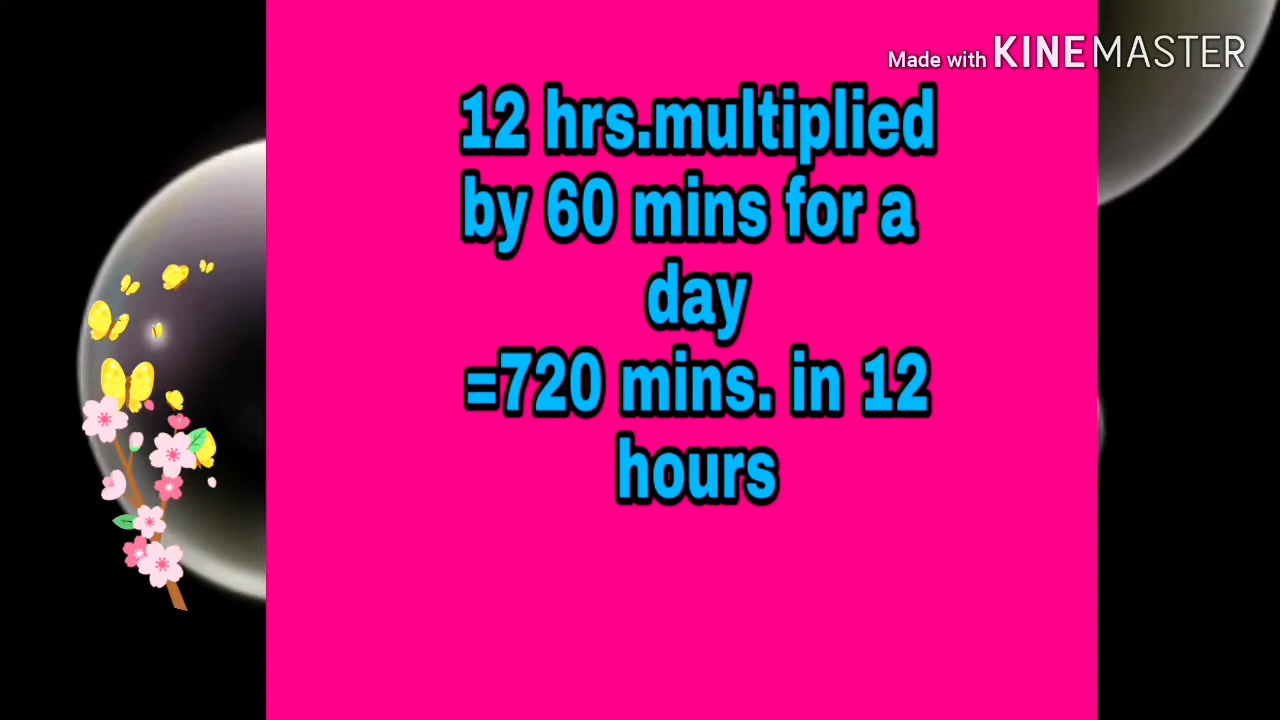 Made with KINEMASTER
12 hrs.multiplied
by 60 mins for a
day
=720 mins. in 12
hours